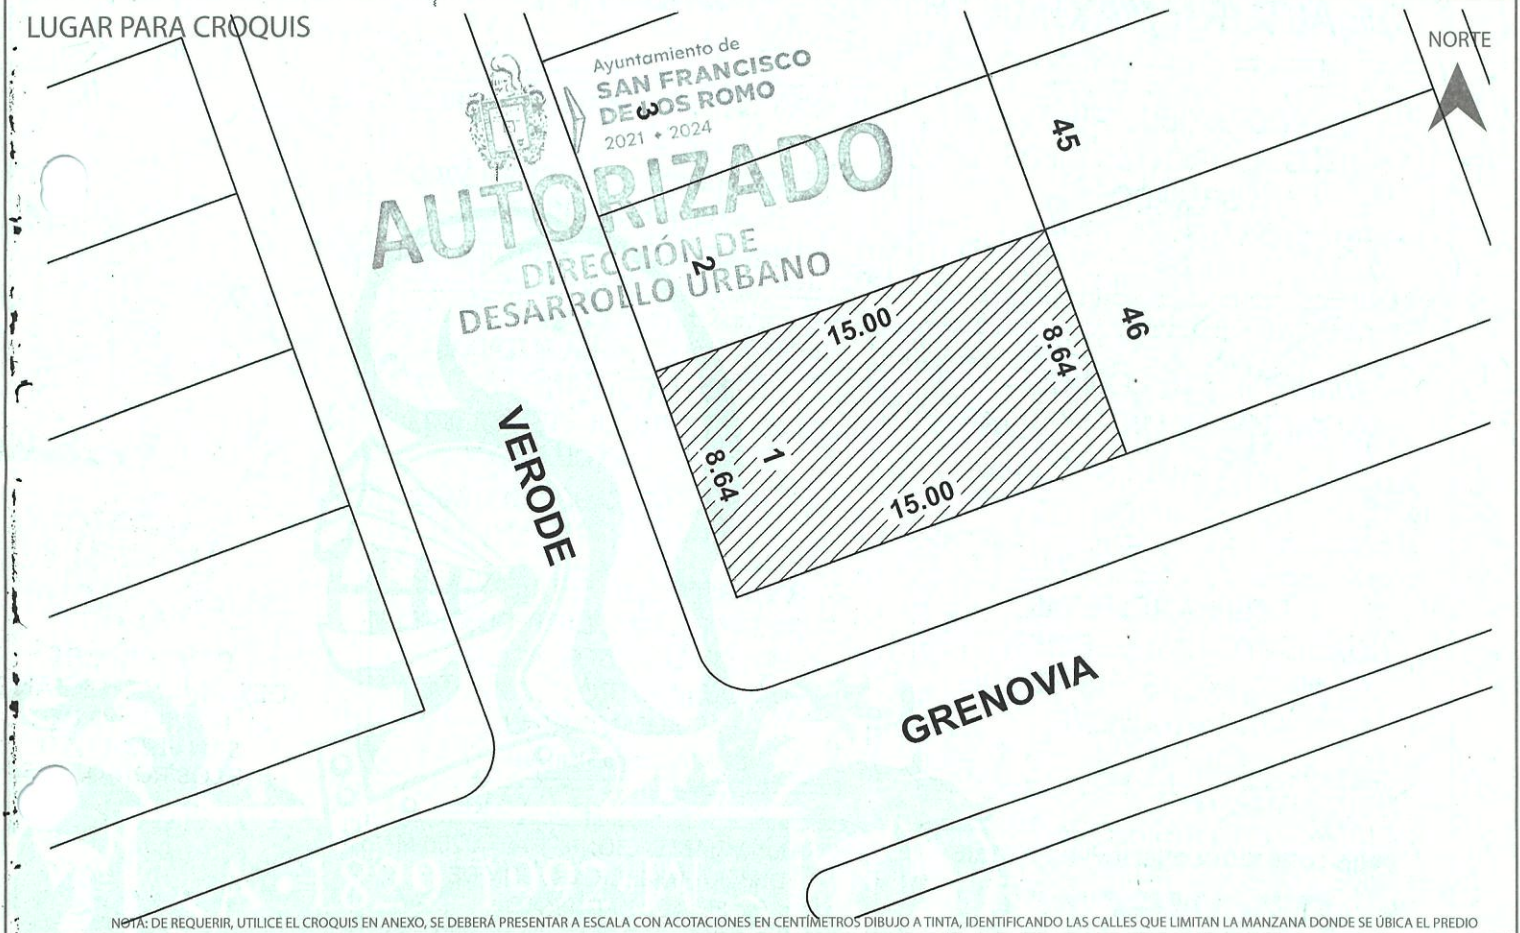 LUGAR PARA CROQUIS
NORTE
Ayuntamiento de
SAN FRANCISCO
DE LOS ROMO
2021 • 2024
AUTORIZADO
DIRECCIÓN DE
DESARROLLO URBANO
3
45
2
15.00
8.64
46
VERODE
8.64
1
15.00
GRENOVIA
NOTA: DE REQUERIR, UTILICE EL CROQUIS EN ANEXO, SE DEBERÁ PRESENTAR A ESCALA CON ACOTACIONES EN CENTÍMETROS DIBUJO A TINTA, IDENTIFICANDO LAS CALLES QUE LIMITAN LA MANZANA DONDE SE ÚBICA EL PREDIO